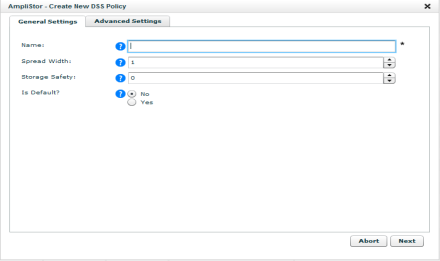 AmpliStor - Create New DSS Policy
General Settings
Advanced Settings
Name:
*
Spread Width:
1
Storage Safety:
0
Is Default?
No
Yes
Abort
Next